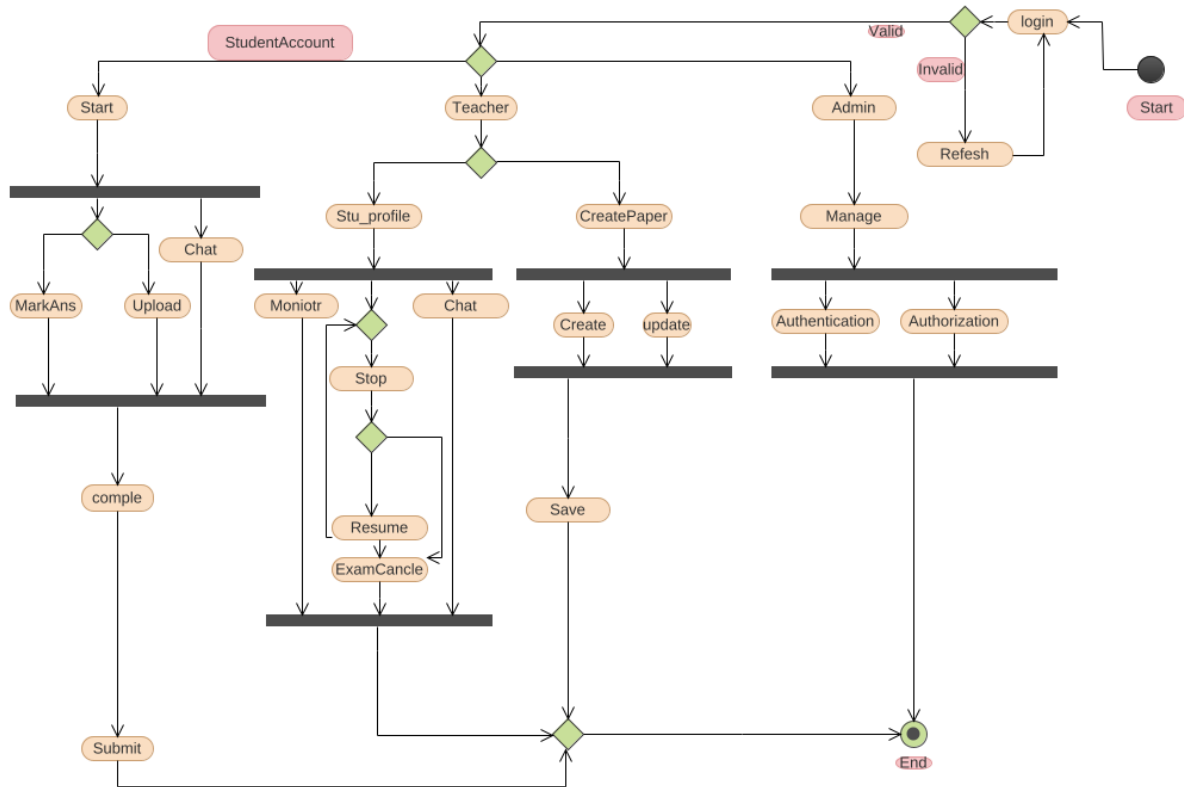 login
Valid
StudentAccount
Invalid
Start
Teacher
Admin
Start
Refesh
Stu_profile
CreatePaper
Manage
Chat
MarkAns
Upload
Moniotr
Chat
Create
update
Authentication
Authorization
Stop
comple
Save
Resume
ExamCancle
Submit
End